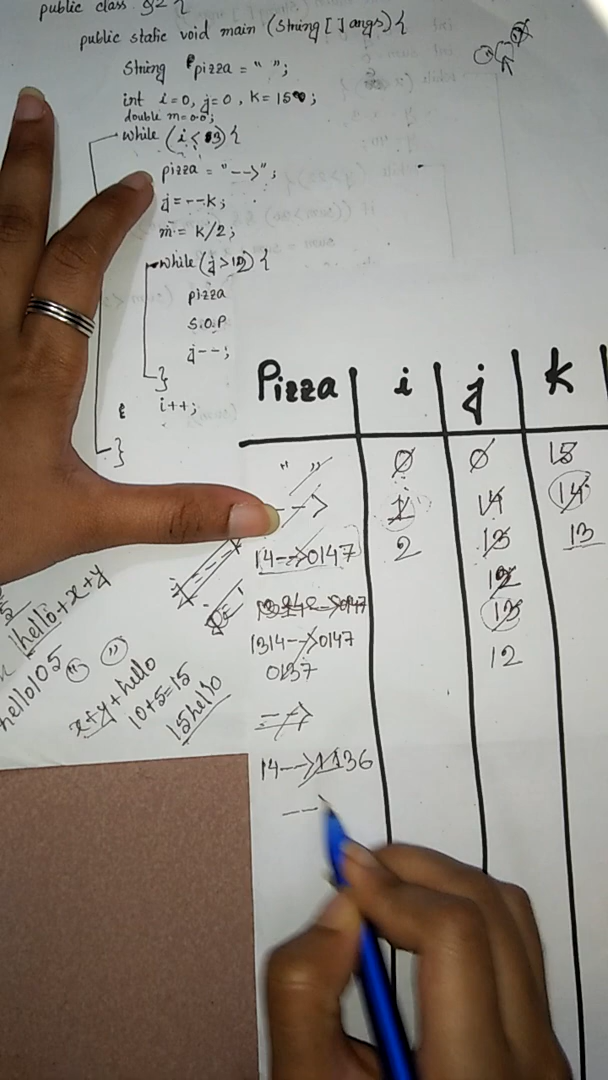 public class Q2 {
public static void main (String [] args) {
String pizza = " ";
int i=0, j=0, k=15;
double m=0.0;
while (i < 3) {
pizza = "-->";
j=--k;
m = k/2;
while (j>12) {
pizza
S.O.P
j--;
}
i++;
}
Pizza i j k
" " 0 0 15
--> 1 14 14
14-->0147 2 13 13
12
13
1314-->0147 12
0137
-->
14-->1136
hello+x+y
hello105
" "
x+y+hello
10+5=15
15hello